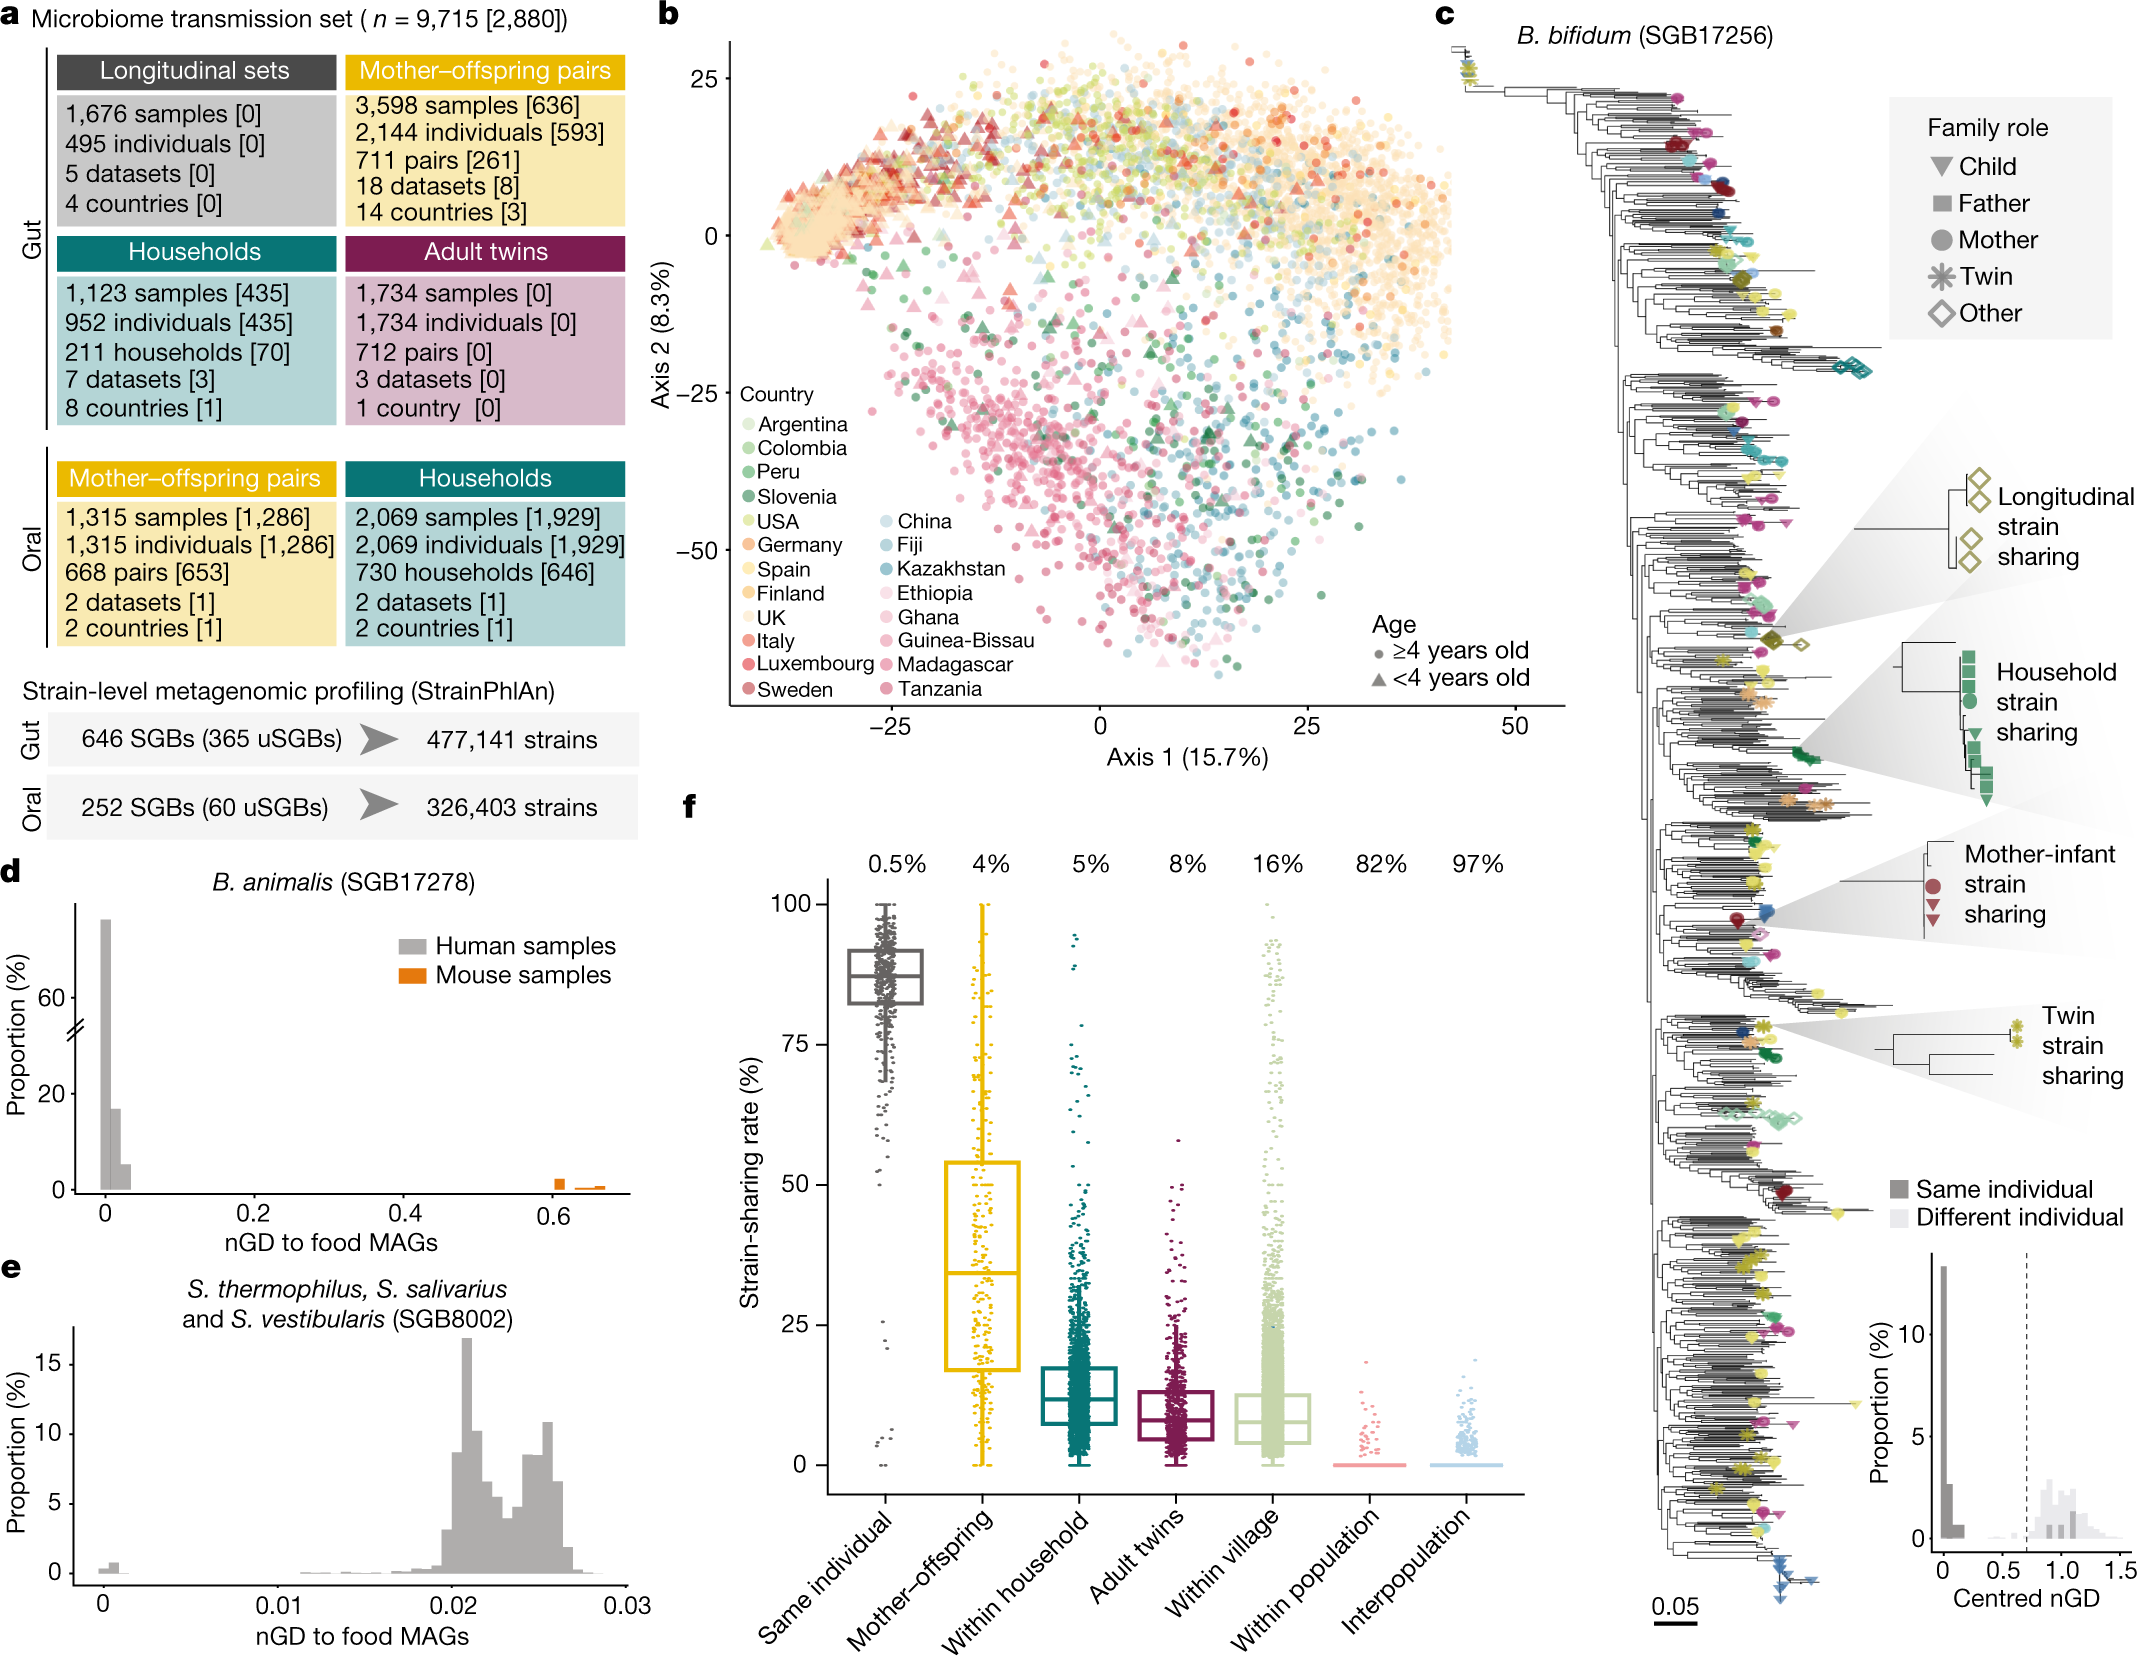 a Microbiome transmission set ( n = 9,715 [2,880])
Gut
Longitudinal sets
1,676 samples [0]
495 individuals [0]
5 datasets [0]
4 countries [0]
Mother–offspring pairs
3,598 samples [636]
2,144 individuals [593]
711 pairs [261]
18 datasets [8]
14 countries [3]
Households
1,123 samples [435]
952 individuals [435]
211 households [70]
7 datasets [3]
8 countries [1]
Adult twins
1,734 samples [0]
1,734 individuals [0]
712 pairs [0]
3 datasets [0]
1 country [0]
Oral
Mother–offspring pairs
1,315 samples [1,286]
1,315 individuals [1,286]
668 pairs [653]
2 datasets [1]
2 countries [1]
Households
2,069 samples [1,929]
2,069 individuals [1,929]
730 households [646]
2 datasets [1]
2 countries [1]
Strain-level metagenomic profiling (StrainPhlAn)
Gut
646 SGBs (365 uSGBs)
477,141 strains
Oral
252 SGBs (60 uSGBs)
326,403 strains
b
25
0
−25
−50
Axis 2 (8.3%)
Country
Argentina
Colombia
Peru
Slovenia
USA
Germany
Spain
Finland
UK
Italy
Luxembourg
Sweden
China
Fiji
Kazakhstan
Ethiopia
Ghana
Guinea-Bissau
Madagascar
Tanzania
Age
≥4 years old
<4 years old
−25
0
25
50
Axis 1 (15.7%)
c
B. bifidum (SGB17256)
Family role
Child
Father
Mother
Twin
Other
Longitudinal
strain
sharing
Household
strain
sharing
Mother-infant
strain
sharing
Twin
strain
sharing
Same individual
Different individual
Proportion (%)
10
5
0
0
0.5
1.0
1.5
Centred nGD
0.05
d
B. animalis (SGB17278)
Human samples
Mouse samples
Proportion (%)
60
20
0
0
0.2
0.4
0.6
nGD to food MAGs
e
S. thermophilus, S. salivarius
and S. vestibularis (SGB8002)
Proportion (%)
15
10
5
0
0
0.01
0.02
0.03
nGD to food MAGs
f
0.5%
4%
5%
8%
16%
82%
97%
Strain-sharing rate (%)
100
75
50
25
0
Same individual
Mother–offspring
Within household
Adult twins
Within village
Within population
Interpopulation